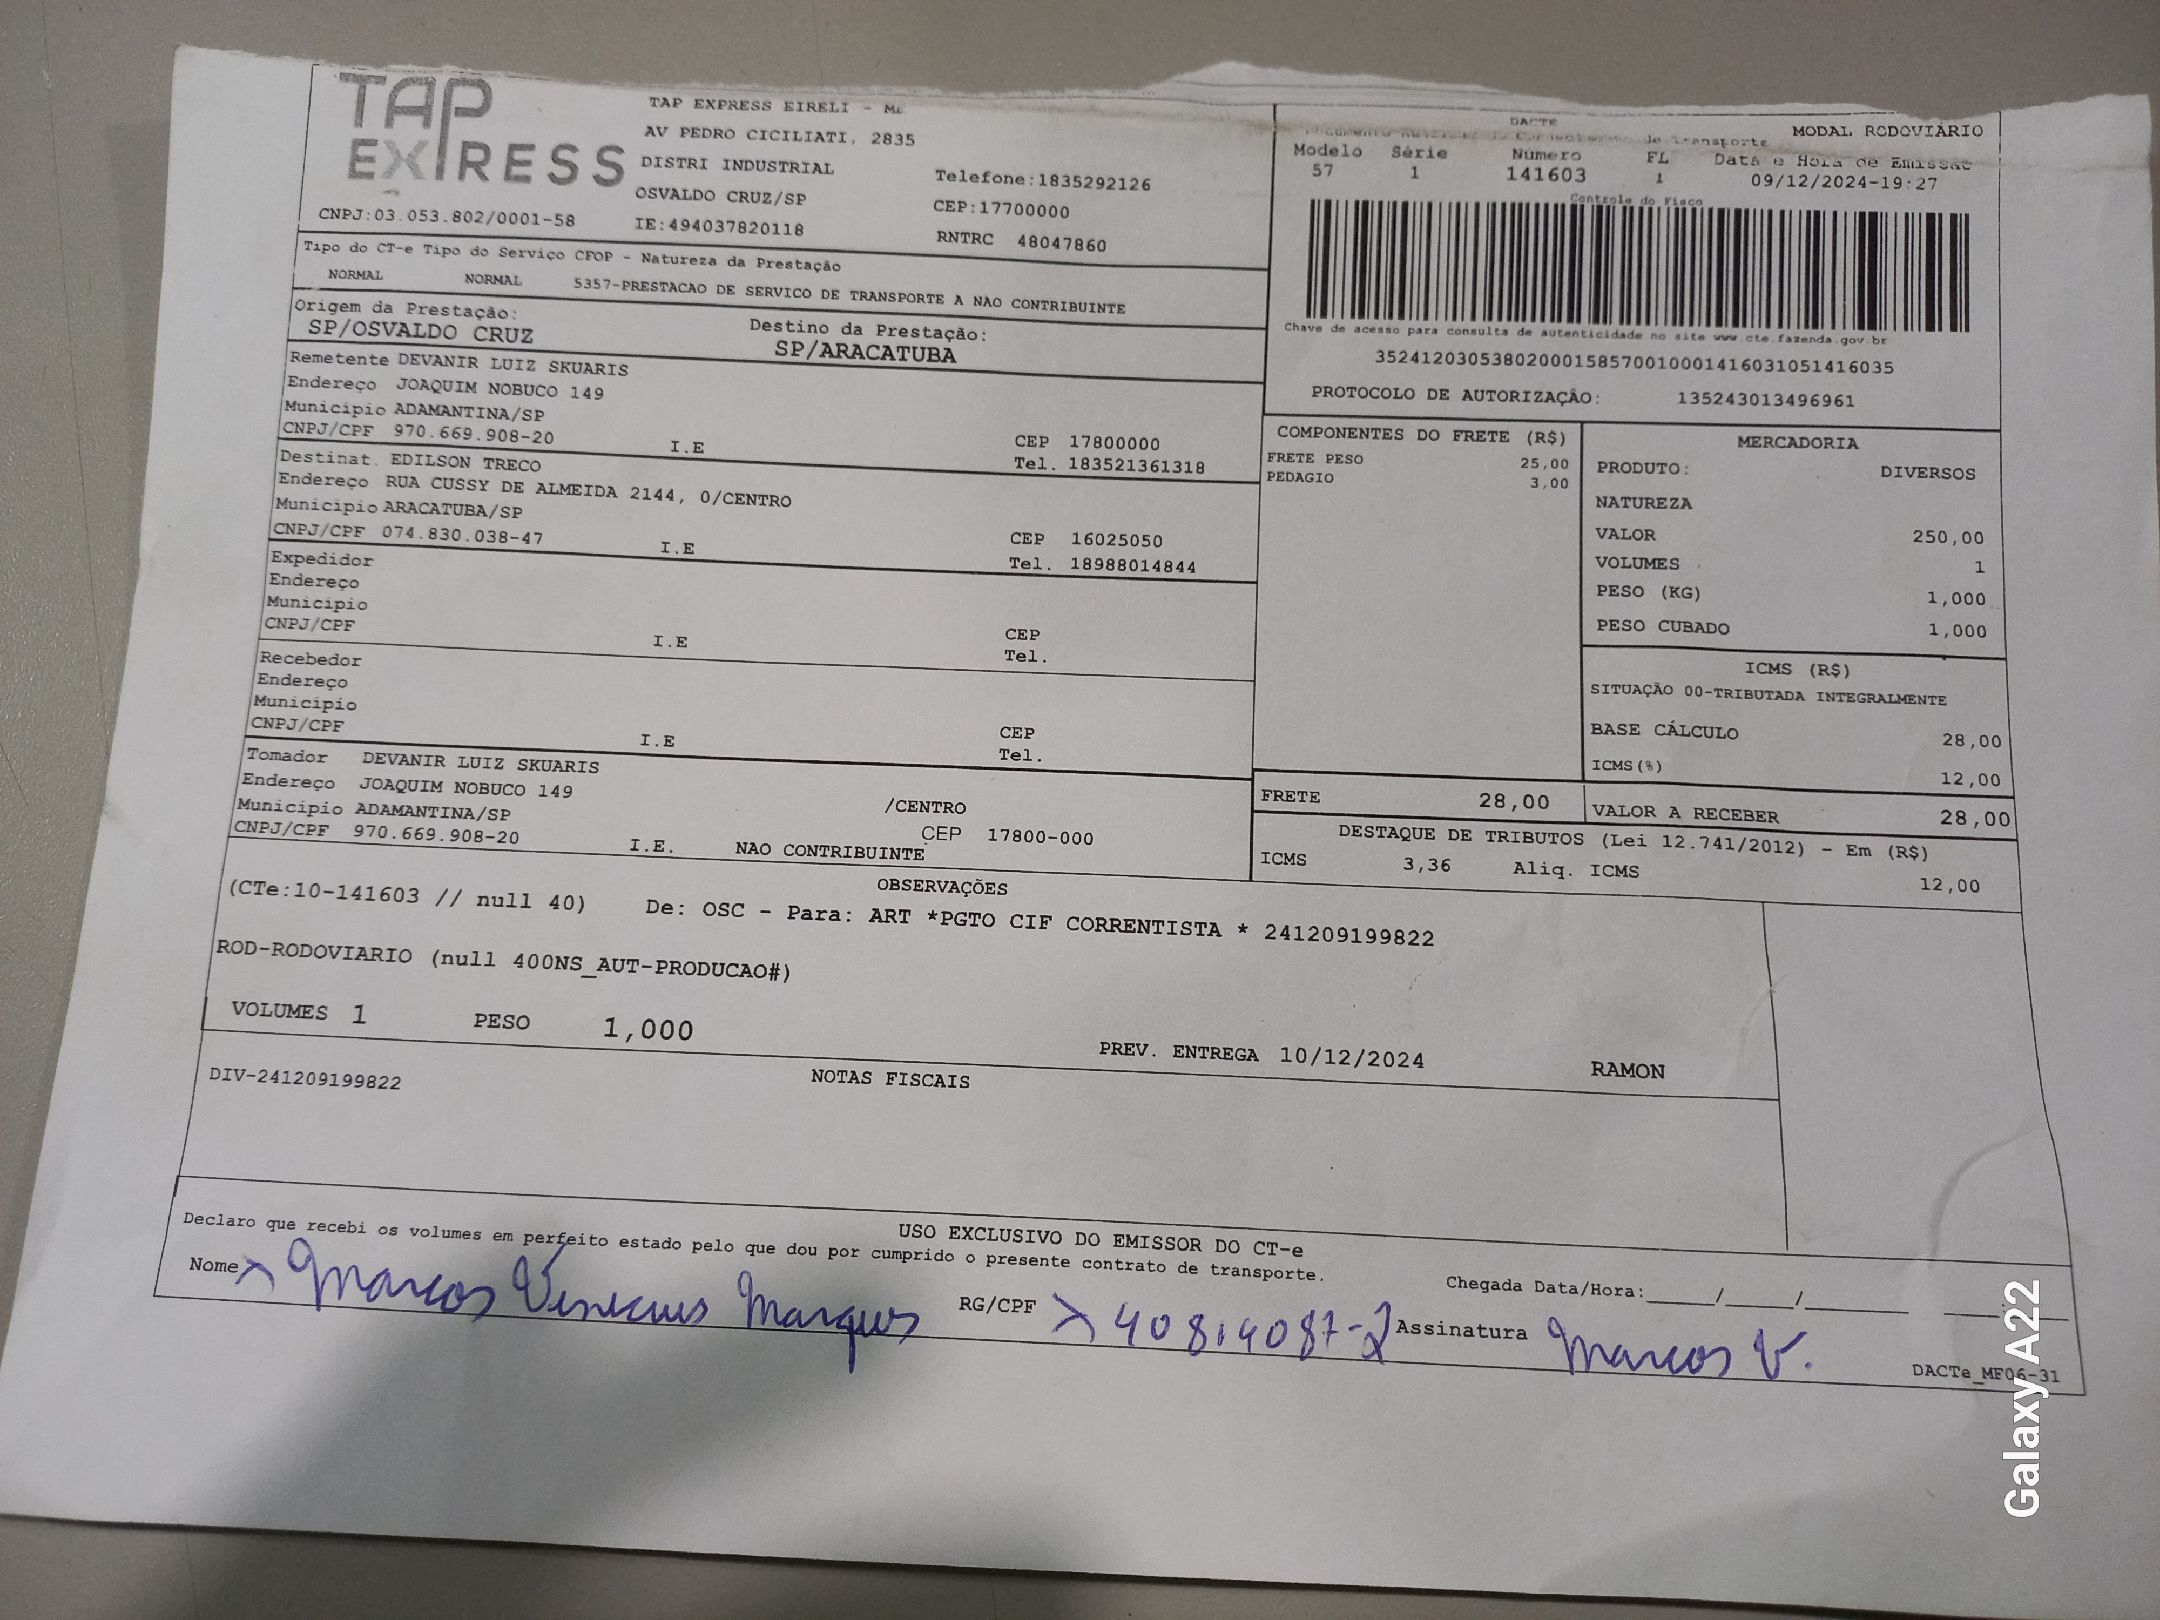 TAP EXPRESS
TAP EXPRESS EIRELI - ME
AV PEDRO CICILIATI, 2835
DISTRI INDUSTRIAL
Telefone:1835292126
OSVALDO CRUZ/SP
CEP:17700000
CNPJ:03.053.802/0001-58
IE:494037820118
RNTRC 48047860
DACTE
MODAL RODOVIÁRIO
de Transporte
Modelo Série Número FL Data e Hora de Emissão
57 1 141603 1 09/12/2024-19:27
Controle do Fisco
Chave de acesso para consulta de autenticidade no site www.cte.fazenda.gov.br
35241203053802000158570010001416031051416035
PROTOCOLO DE AUTORIZAÇÃO: 135243013496961
Tipo do CT-e Tipo do Serviço CFOP - Natureza da Prestação
NORMAL NORMAL 5357-PRESTACAO DE SERVICO DE TRANSPORTE A NAO CONTRIBUINTE
Origem da Prestação: Destino da Prestação:
SP/OSVALDO CRUZ SP/ARACATUBA
Remetente DEVANIR LUIZ SKUARIS
Endereço JOAQUIM NOBUCO 149
Município ADAMANTINA/SP
CNPJ/CPF 970.669.908-20 I.E CEP 17800000
Tel. 183521361318
Destinat. EDILSON TRECO
Endereço RUA CUSSY DE ALMEIDA 2144, 0/CENTRO
Município ARACATUBA/SP
CNPJ/CPF 074.830.038-47 I.E CEP 16025050
Tel. 18988014844
Expedidor
Endereço
Município
CNPJ/CPF I.E CEP
Tel.
Recebedor
Endereço
Município
CNPJ/CPF I.E CEP
Tel.
Tomador DEVANIR LUIZ SKUARIS
Endereço JOAQUIM NOBUCO 149 /CENTRO
Município ADAMANTINA/SP CEP 17800-000
CNPJ/CPF 970.669.908-20 I.E. NAO CONTRIBUINTE
COMPONENTES DO FRETE (R$)
FRETE PESO 25,00
PEDAGIO 3,00
MERCADORIA
PRODUTO: DIVERSOS
NATUREZA
VALOR 250,00
VOLUMES 1
PESO (KG) 1,000
PESO CUBADO 1,000
ICMS (R$)
SITUAÇÃO 00-TRIBUTADA INTEGRALMENTE
BASE CÁLCULO 28,00
ICMS(%) 12,00
FRETE 28,00 VALOR A RECEBER 28,00
DESTAQUE DE TRIBUTOS (Lei 12.741/2012) - Em (R$)
ICMS 3,36 Aliq. ICMS 12,00
OBSERVAÇÕES
(CTe:10-141603 // null 40) De: OSC - Para: ART *PGTO CIF CORRENTISTA * 241209199822
ROD-RODOVIARIO (null 400NS_AUT-PRODUCAO#)
VOLUMES 1 PESO 1,000 PREV. ENTREGA 10/12/2024 RAMON
NOTAS FISCAIS
DIV-241209199822
USO EXCLUSIVO DO EMISSOR DO CT-e
Declaro que recebi os volumes em perfeito estado pelo que dou por cumprido o presente contrato de transporte.
Chegada Data/Hora:_____/_____/________ _____:_____
Nome Marcos Vinicius Marques RG/CPF 40814087-2 Assinatura Marcos V.
DACTe_MF06-31
Galaxy A22